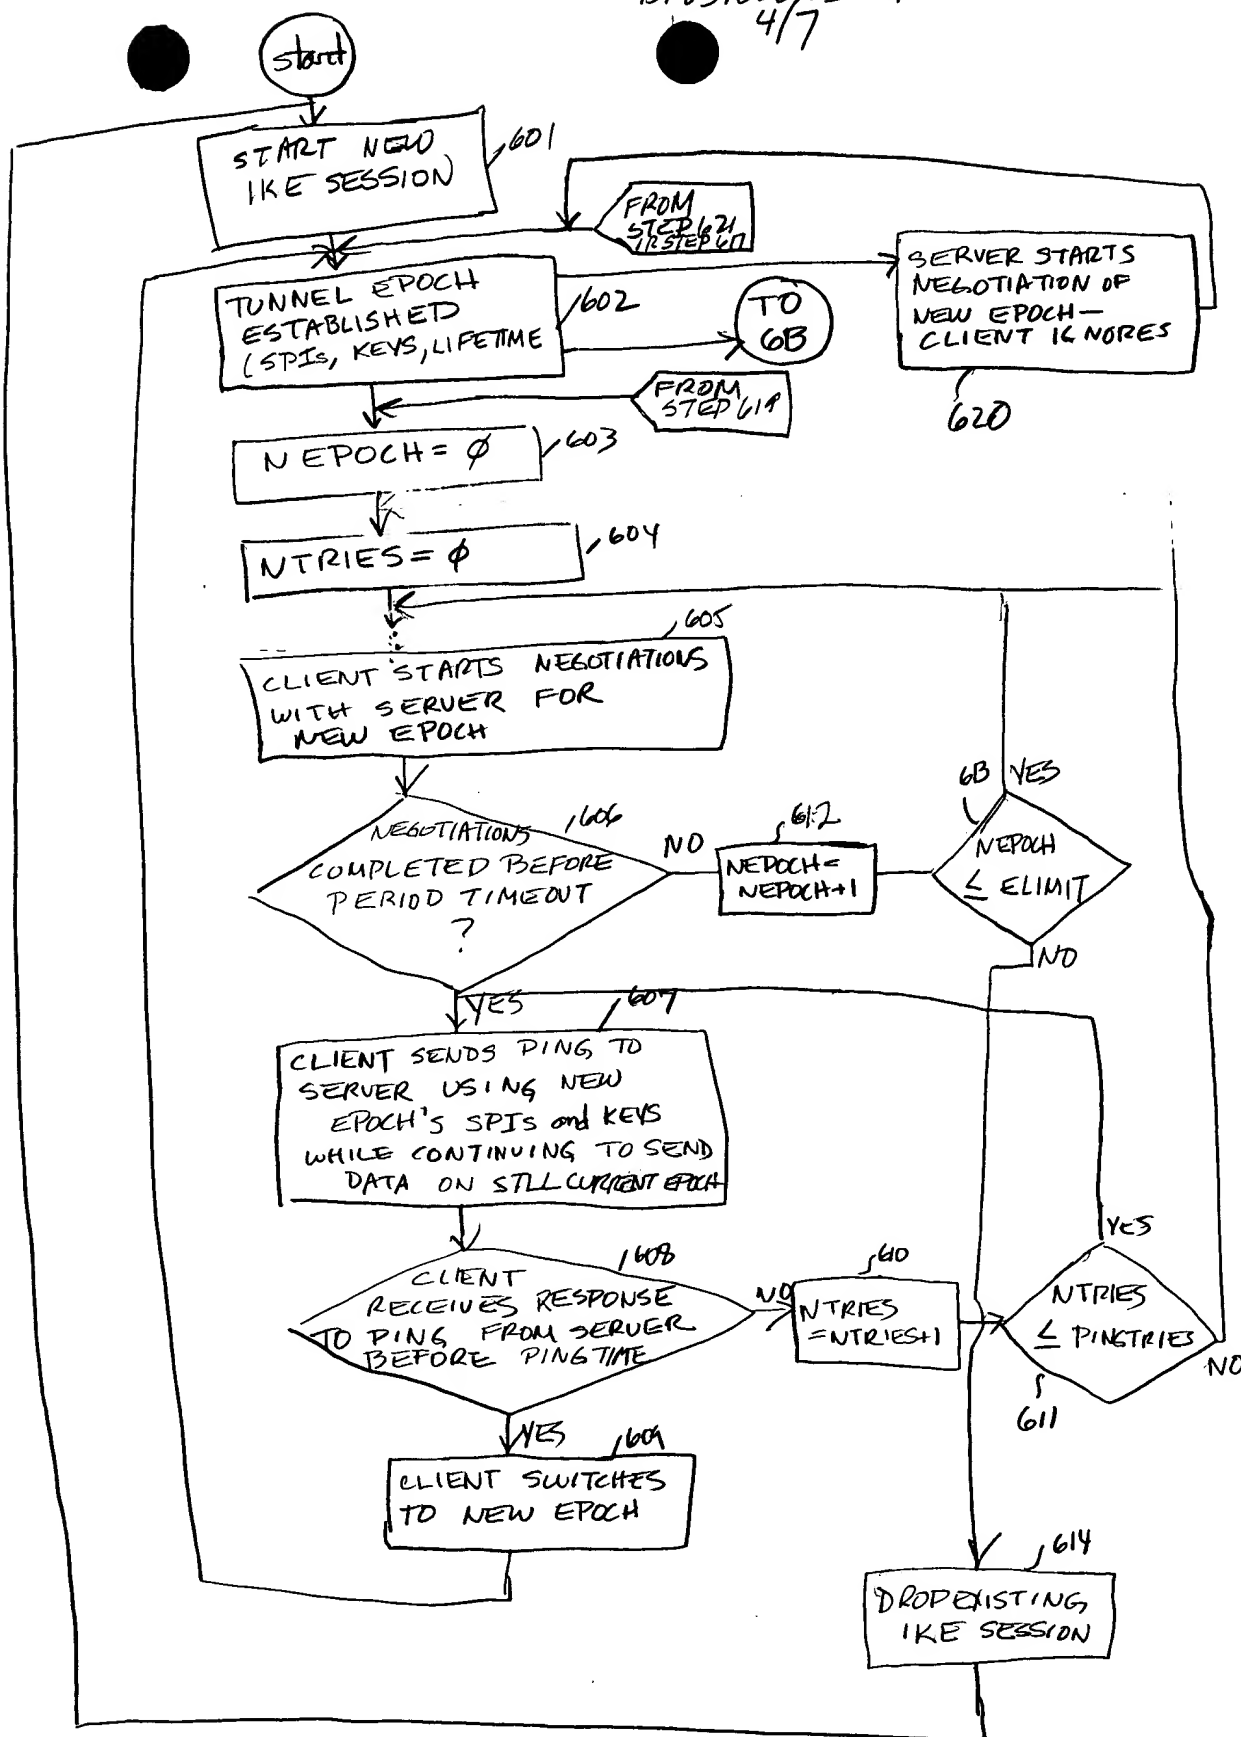 4/7
start
START NEW
IKE SESSION
601
FROM
STEP 621
SERVER STARTS
NEGOTIATION OF
NEW EPOCH—
CLIENT IGNORES
620
TUNNEL EPOCH
ESTABLISHED
(SPIs, KEYS, LIFETIME
602
TO
6B
FROM
STEP 619
N EPOCH = ϕ
603
NTRIES = ϕ
604
605
CLIENT STARTS NEGOTIATIONS
WITH SERVER FOR
NEW EPOCH
NEGOTIATIONS
COMPLETED BEFORE
PERIOD TIMEOUT
?
606
NO
612
NEPOCH =
NEPOCH+1
6B
YES
NEPOCH
≤ ELIMIT
NO
YES
607
CLIENT SENDS PING TO
SERVER USING NEW
EPOCH'S SPIs and KEYS
WHILE CONTINUING TO SEND
DATA ON STLL CURRENT EPOCH
608
CLIENT
RECEIVES RESPONSE
TO PING FROM SERVER
BEFORE PINGTIME
NO
610
NTRIES
=NTRIES+1
YES
NTRIES
≤ PINGTRIES
NO
611
YES
609
CLIENT SWITCHES
TO NEW EPOCH
614
DROP EXISTING
IKE SESSION